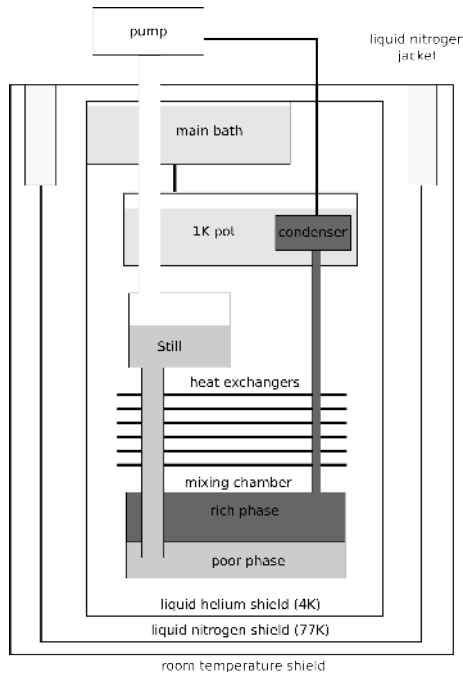 pump
liquid nitrogen
jacket
main bath
1K pot
condenser
Still
heat exchangers
mixing chamber
rich phase
poor phase
liquid helium shield (4K)
liquid nitrogen shield (77K)
room temperature shield